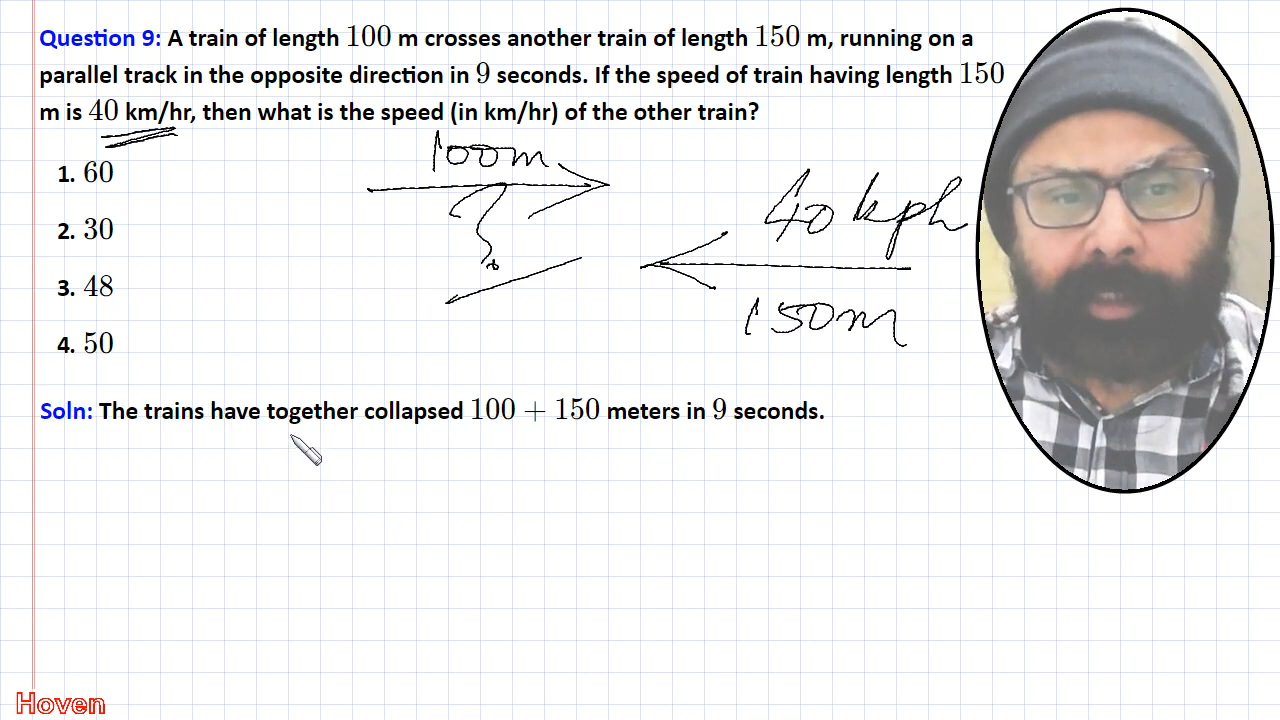 Question 9: A train of length 100 m crosses another train of length 150 m, running on a
parallel track in the opposite direction in 9 seconds. If the speed of train having length 150
m is 40 km/hr, then what is the speed (in km/hr) of the other train?
100m
1. 60
40 kph
2. 30
?
3. 48
150m
4. 50
Soln: The trains have together collapsed 100 + 150 meters in 9 seconds.
Hoven